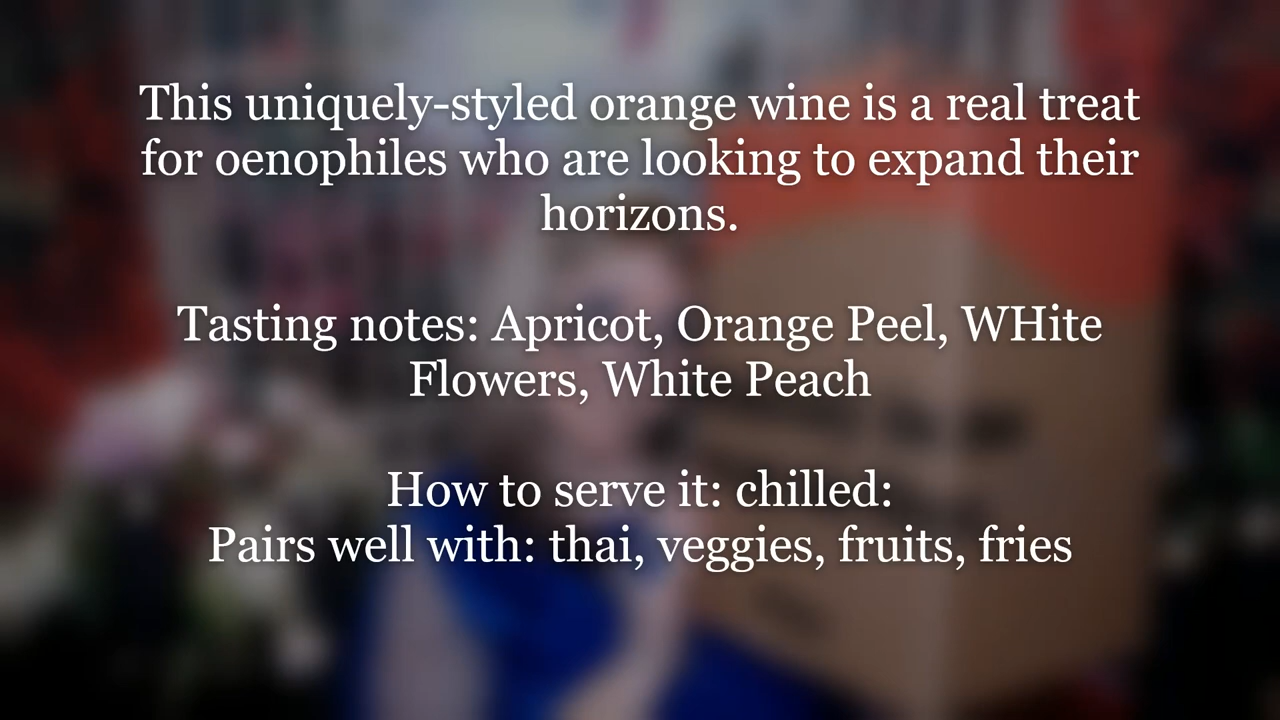 This uniquely-styled orange wine is a real treat
for oenophiles who are looking to expand their
horizons.
Tasting notes: Apricot, Orange Peel, WHite
Flowers, White Peach
How to serve it: chilled:
Pairs well with: thai, veggies, fruits, fries